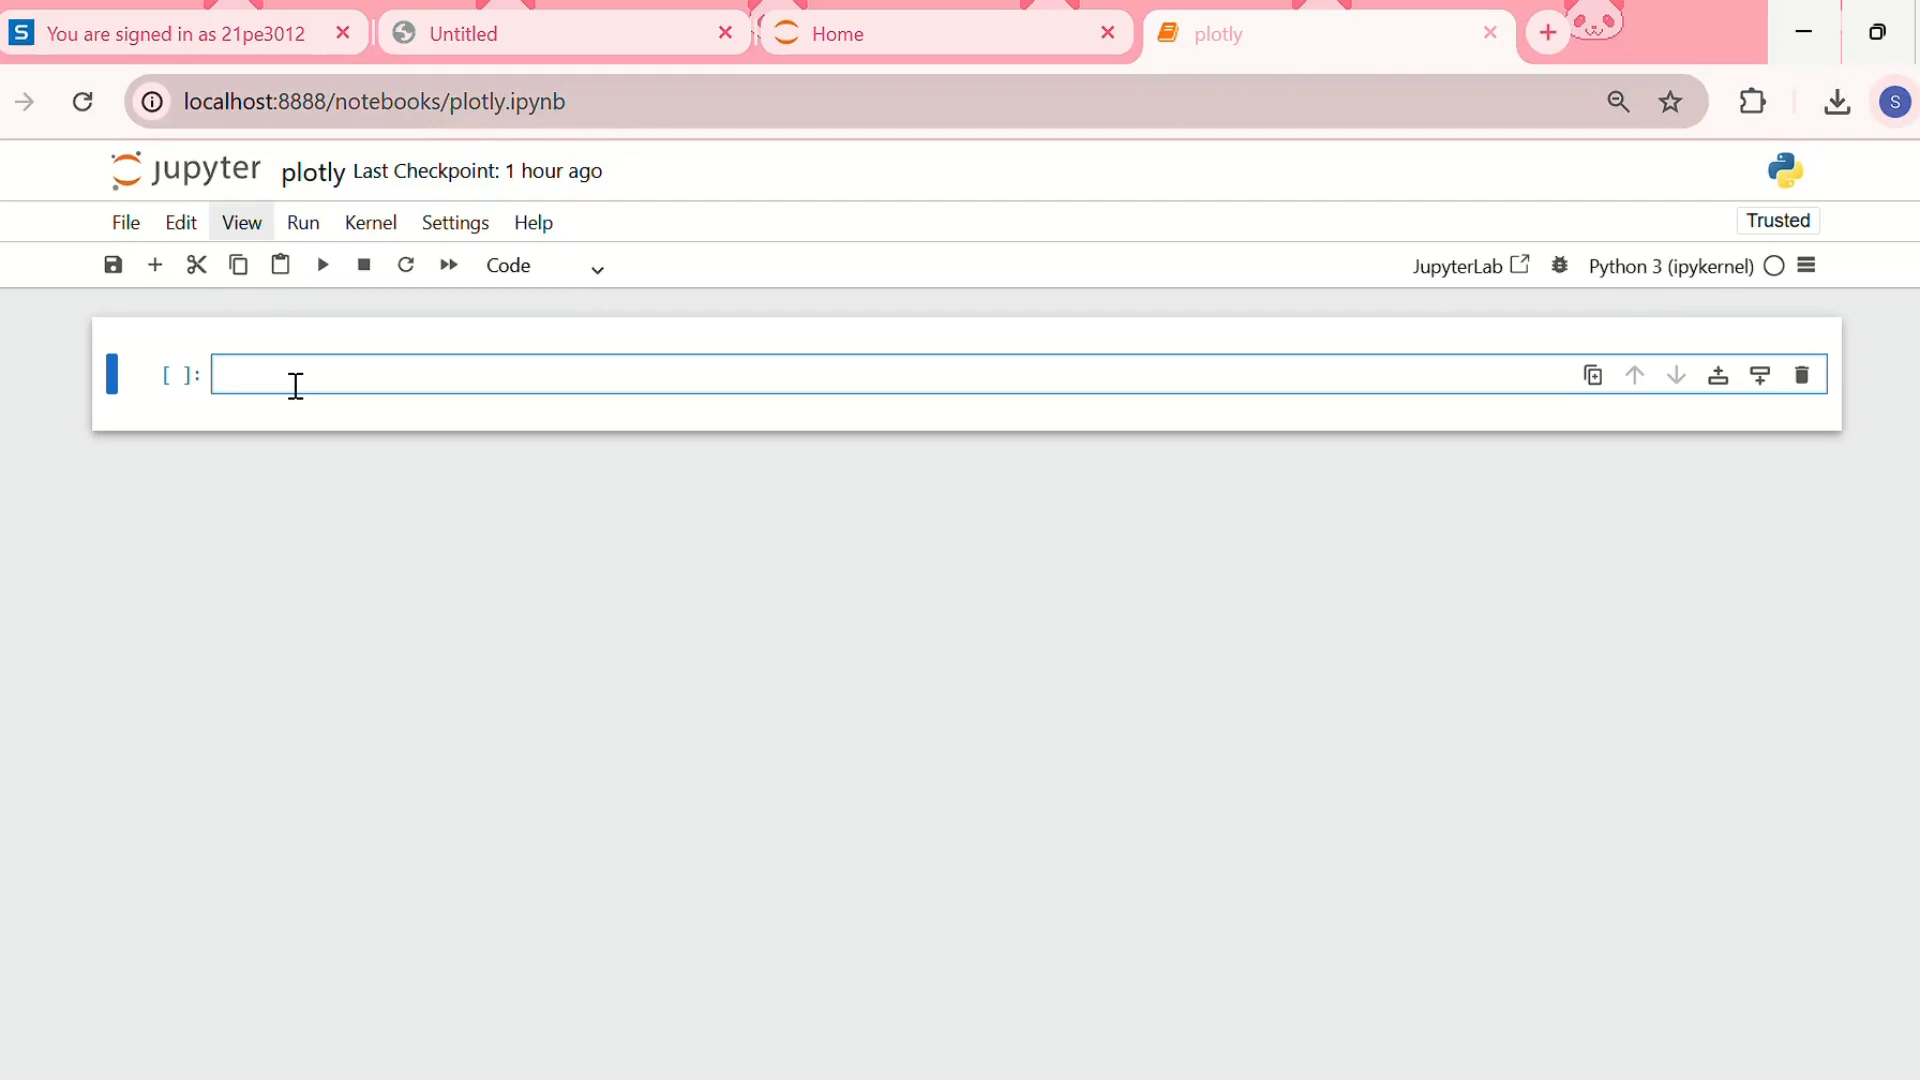 S You are signed in as 21pe3012
Untitled
Home
plotly
localhost:8888/notebooks/plotly.ipynb
S
jupyter plotly Last Checkpoint: 1 hour ago
File Edit View Run Kernel Settings Help
Trusted
Code
JupyterLab
Python 3 (ipykernel)
[ ]: